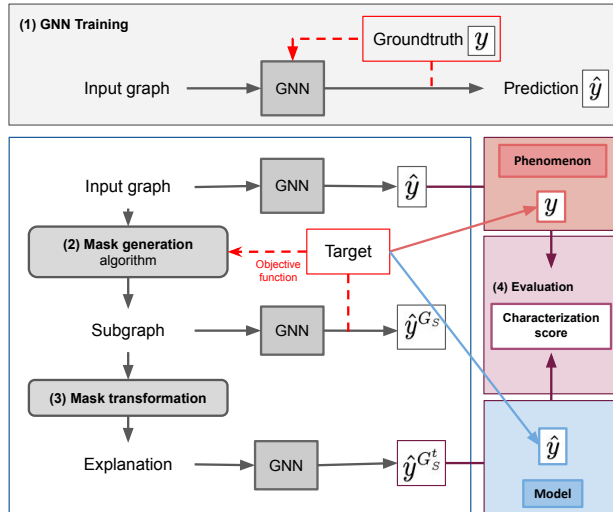 (1) GNN Training
Groundtruth y
Input graph
GNN
Prediction ŷ
Phenomenon
Input graph
GNN
ŷ
y
(2) Mask generation
algorithm
Objective
function
Target
(4) Evaluation
Characterization
score
Subgraph
GNN
ŷ^{G_S}
(3) Mask transformation
Explanation
GNN
ŷ^{G_S^t}
ŷ
Model